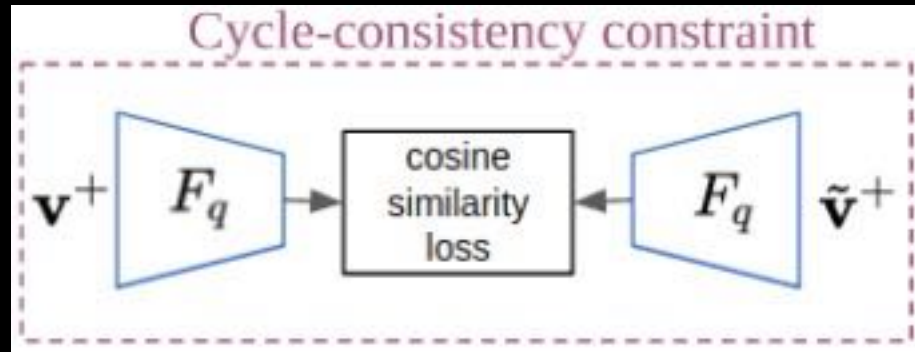 Cycle-consistency constraint
v⁺
F_q
cosine
similarity
loss
F_q
ṽ⁺